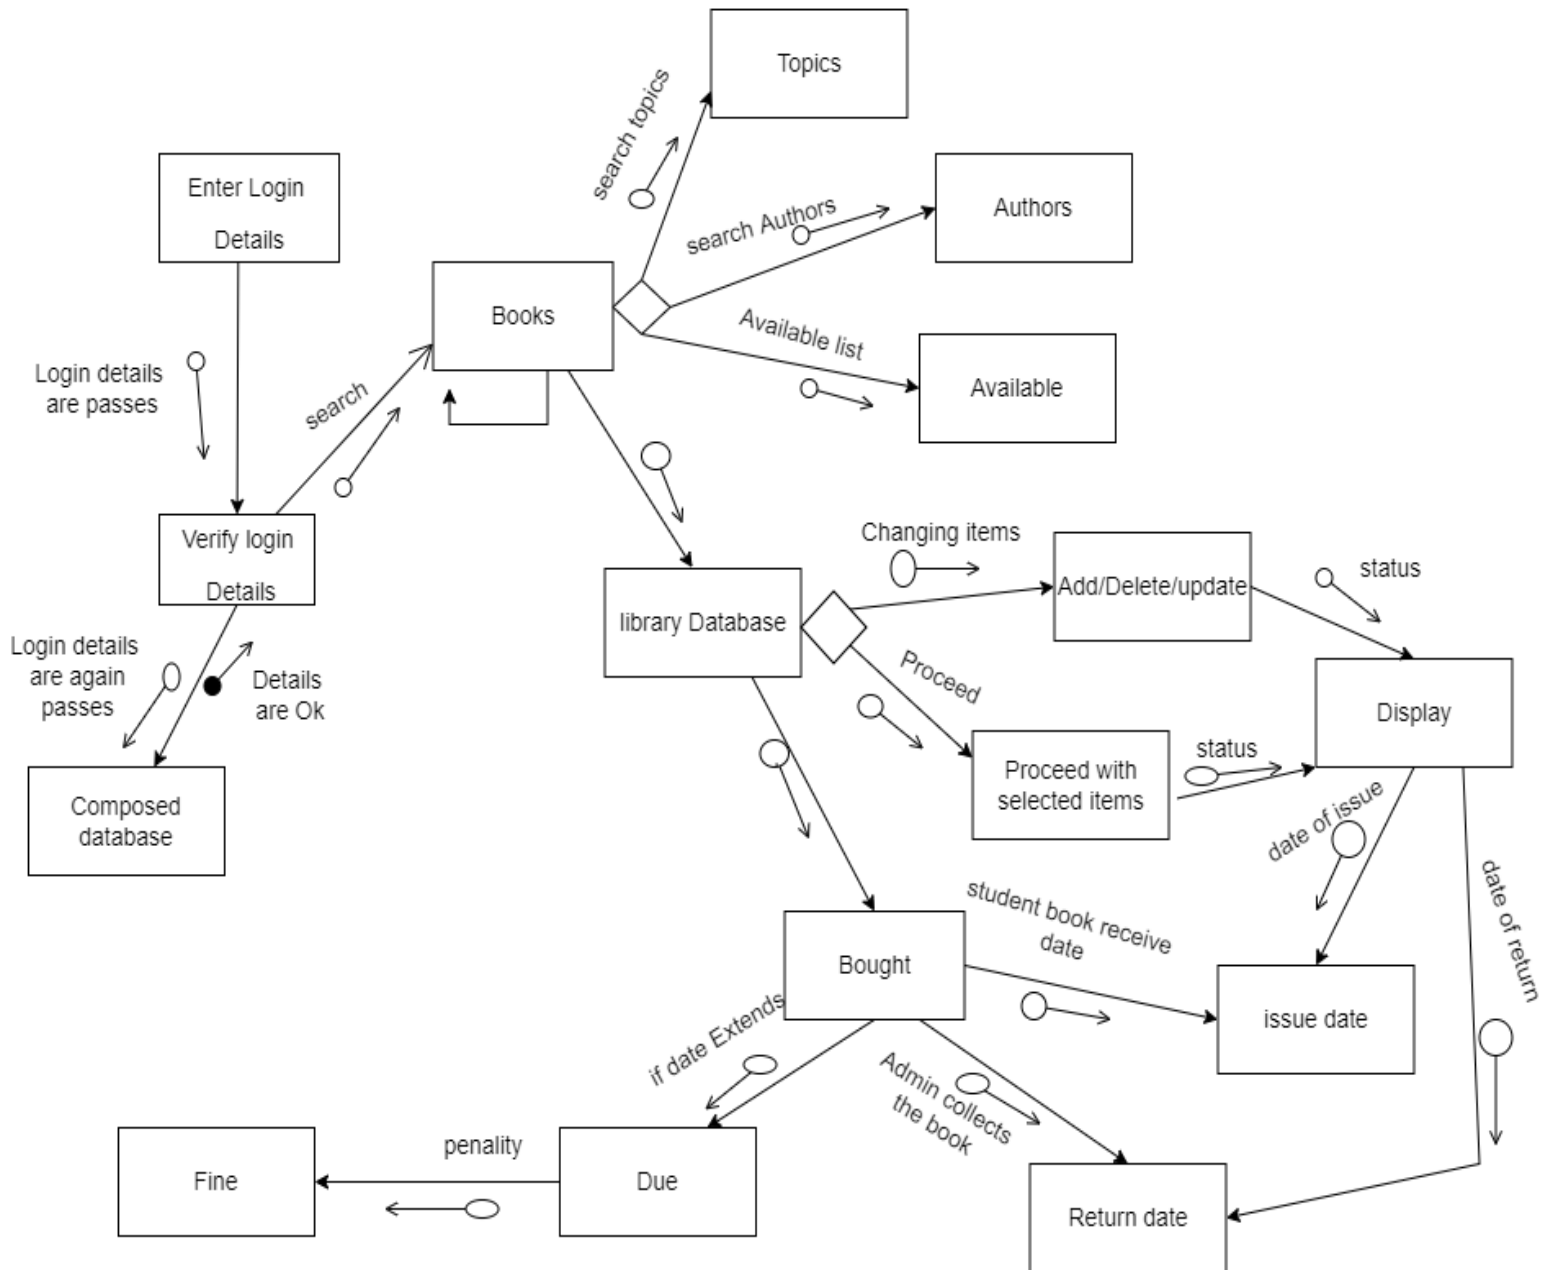 Topics
search topics
Enter Login
Details
search Authors
Authors
Books
Available list
Available
Login details
are passes
search
Verify login
Details
Changing items
Add/Delete/update
status
library Database
Login details
are again
passes
Details
are Ok
Proceed
Display
Composed
database
Proceed with
selected items
status
date of issue
date of return
student book receive
date
Bought
issue date
if date Extends
Admin collects
the book
penality
Fine
Due
Return date